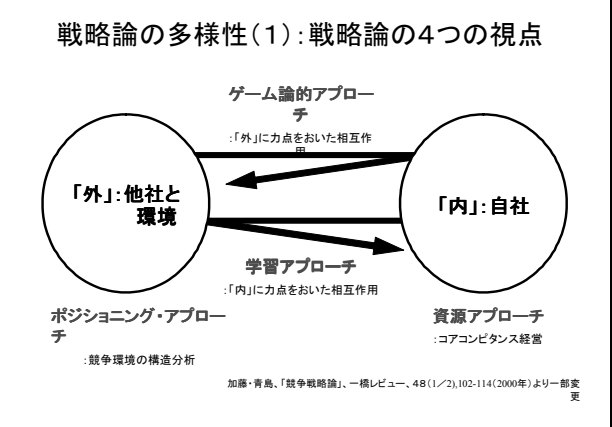 戦略論の多様性（１）：戦略論の４つの視点
ゲーム論的アプロー
チ
：「外」に力点をおいた相互作
用
「外」：他社と
環境
「内」：自社
学習アプローチ
：「内」に力点をおいた相互作用
ポジショニング・アプロー
チ
：競争環境の構造分析
資源アプローチ
：コアコンピタンス経営
加藤・青島、「競争戦略論」、一橋レビュー、４８（１／２）,102-114（2000年）より一部変
更